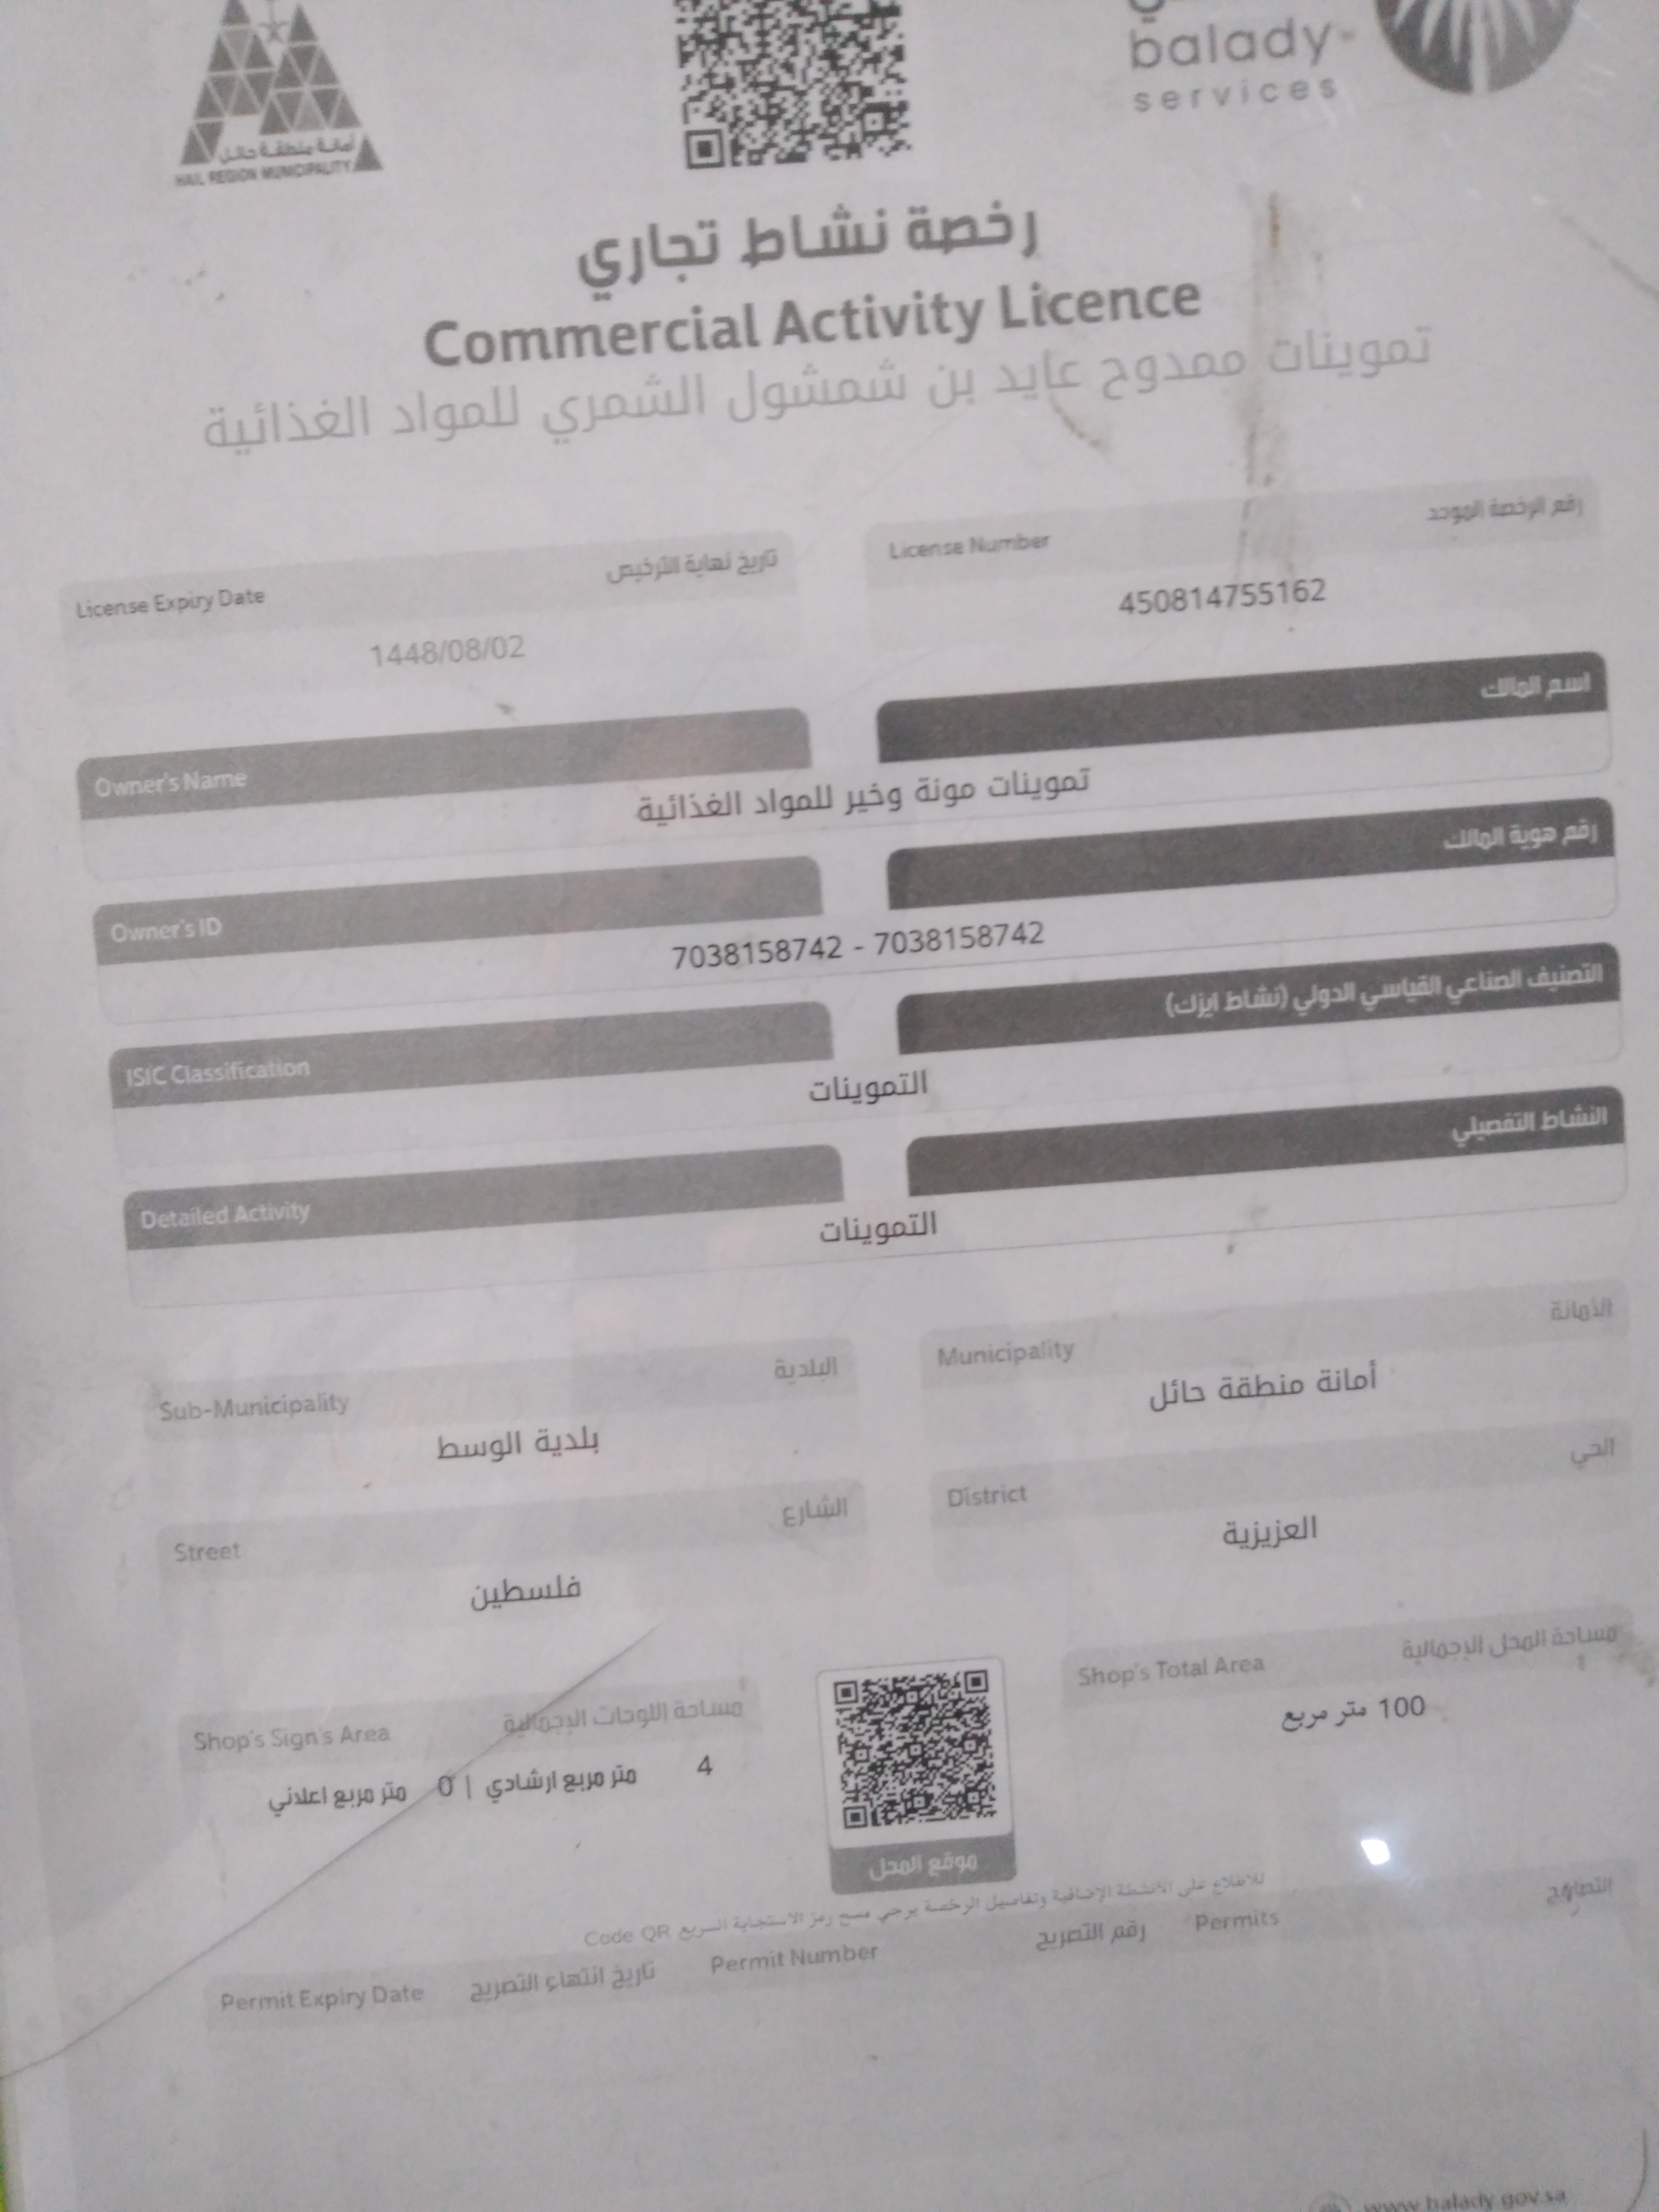 balady
services
أمانة منطقة حائل
HAIL REGION MUNICIPALITY
رخصة نشاط تجاري
Commercial Activity Licence
تموينات ممدوح عايد بن شمشول الشمري للمواد الغذائية
License Number رقم الرخصة الموحد
450814755162
License Expiry Date تاريخ نهاية الترخيص
1448/08/02
Owner's Name اسم المالك
تموينات مونة وخير للمواد الغذائية
Owner's ID رقم هوية المالك
7038158742 - 7038158742
ISIC Classification التصنيف الصناعي القياسي الدولي (نشاط ايزك)
التموينات
Detailed Activity النشاط التفصيلي
التموينات
Municipality الأمانة
أمانة منطقة حائل
Sub-Municipality البلدية
بلدية الوسط
District الحي
العزيزية
Street الشارع
فلسطين
Shop's Total Area مساحة المحل الإجمالية
100 متر مربع
Shop's Sign's Area مساحة اللوحات الإجمالية
4 متر مربع ارشادي | 0 متر مربع اعلاني
موقع المحل
للاطلاع على الأنشطة الإضافية وتفاصيل الرخصة يرجي مسح رمز الاستجابة السريع Code QR
Permits التصاريح
Permit Number رقم التصريح
Permit Expiry Date تاريخ انتهاء التصريح
www.balady.gov.sa